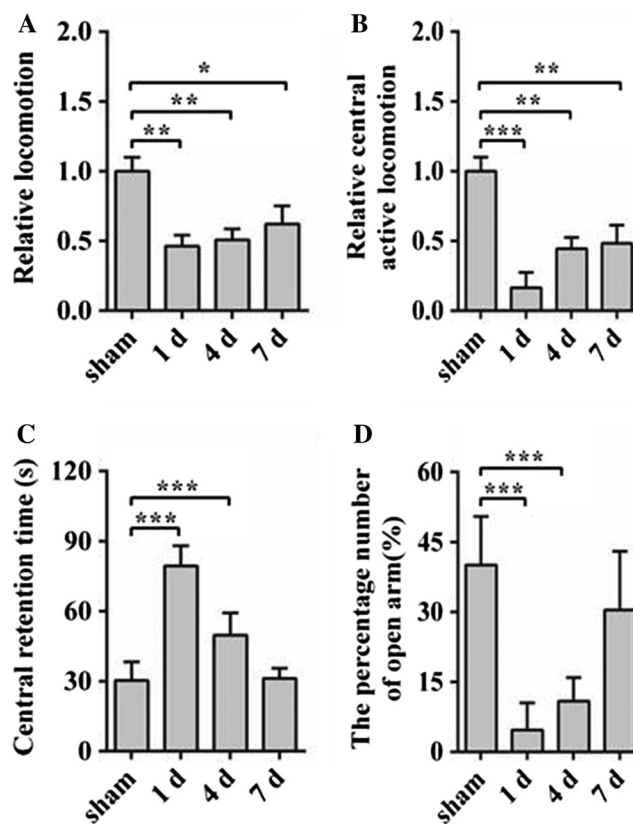 A
Relative locomotion
2.0
1.5
1.0
0.5
0.0
*
**
**
sham
1 d
4 d
7 d
B
Relative central
active locomotion
2.0
1.5
1.0
0.5
0.0
**
**
***
sham
1 d
4 d
7 d
C
Central retention time (s)
120
90
60
30
0
***
***
sham
1 d
4 d
7 d
D
The percentage number
of open arm(%)
60
45
30
15
0
***
***
sham
1 d
4 d
7 d